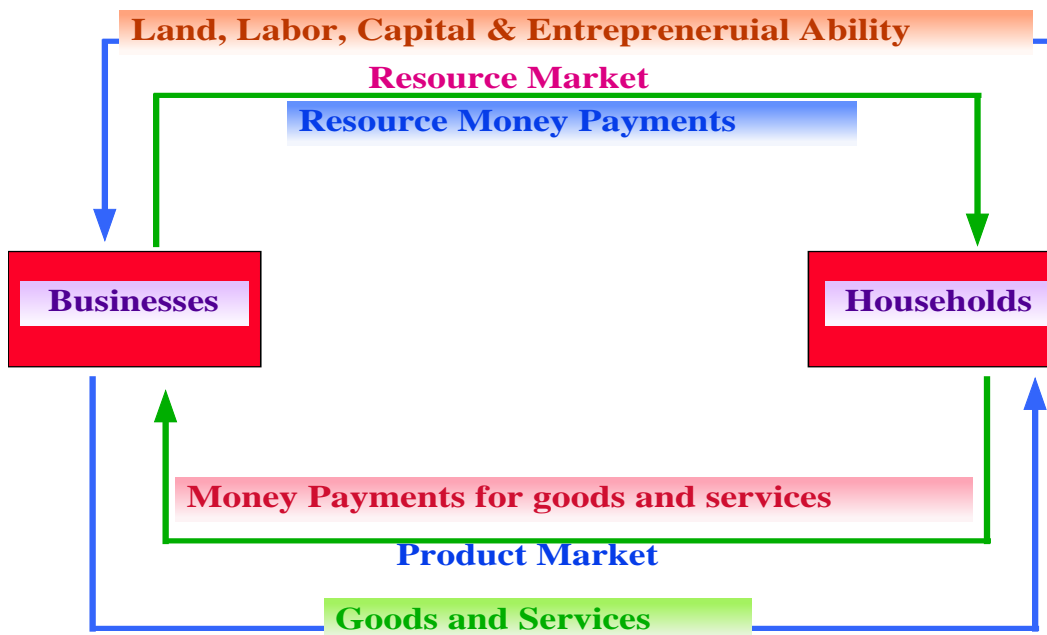 Land, Labor, Capital & Entrepreneruial Ability
Resource Market
Resource Money Payments
Businesses
Households
Money Payments for goods and services
Product Market
Goods and Services